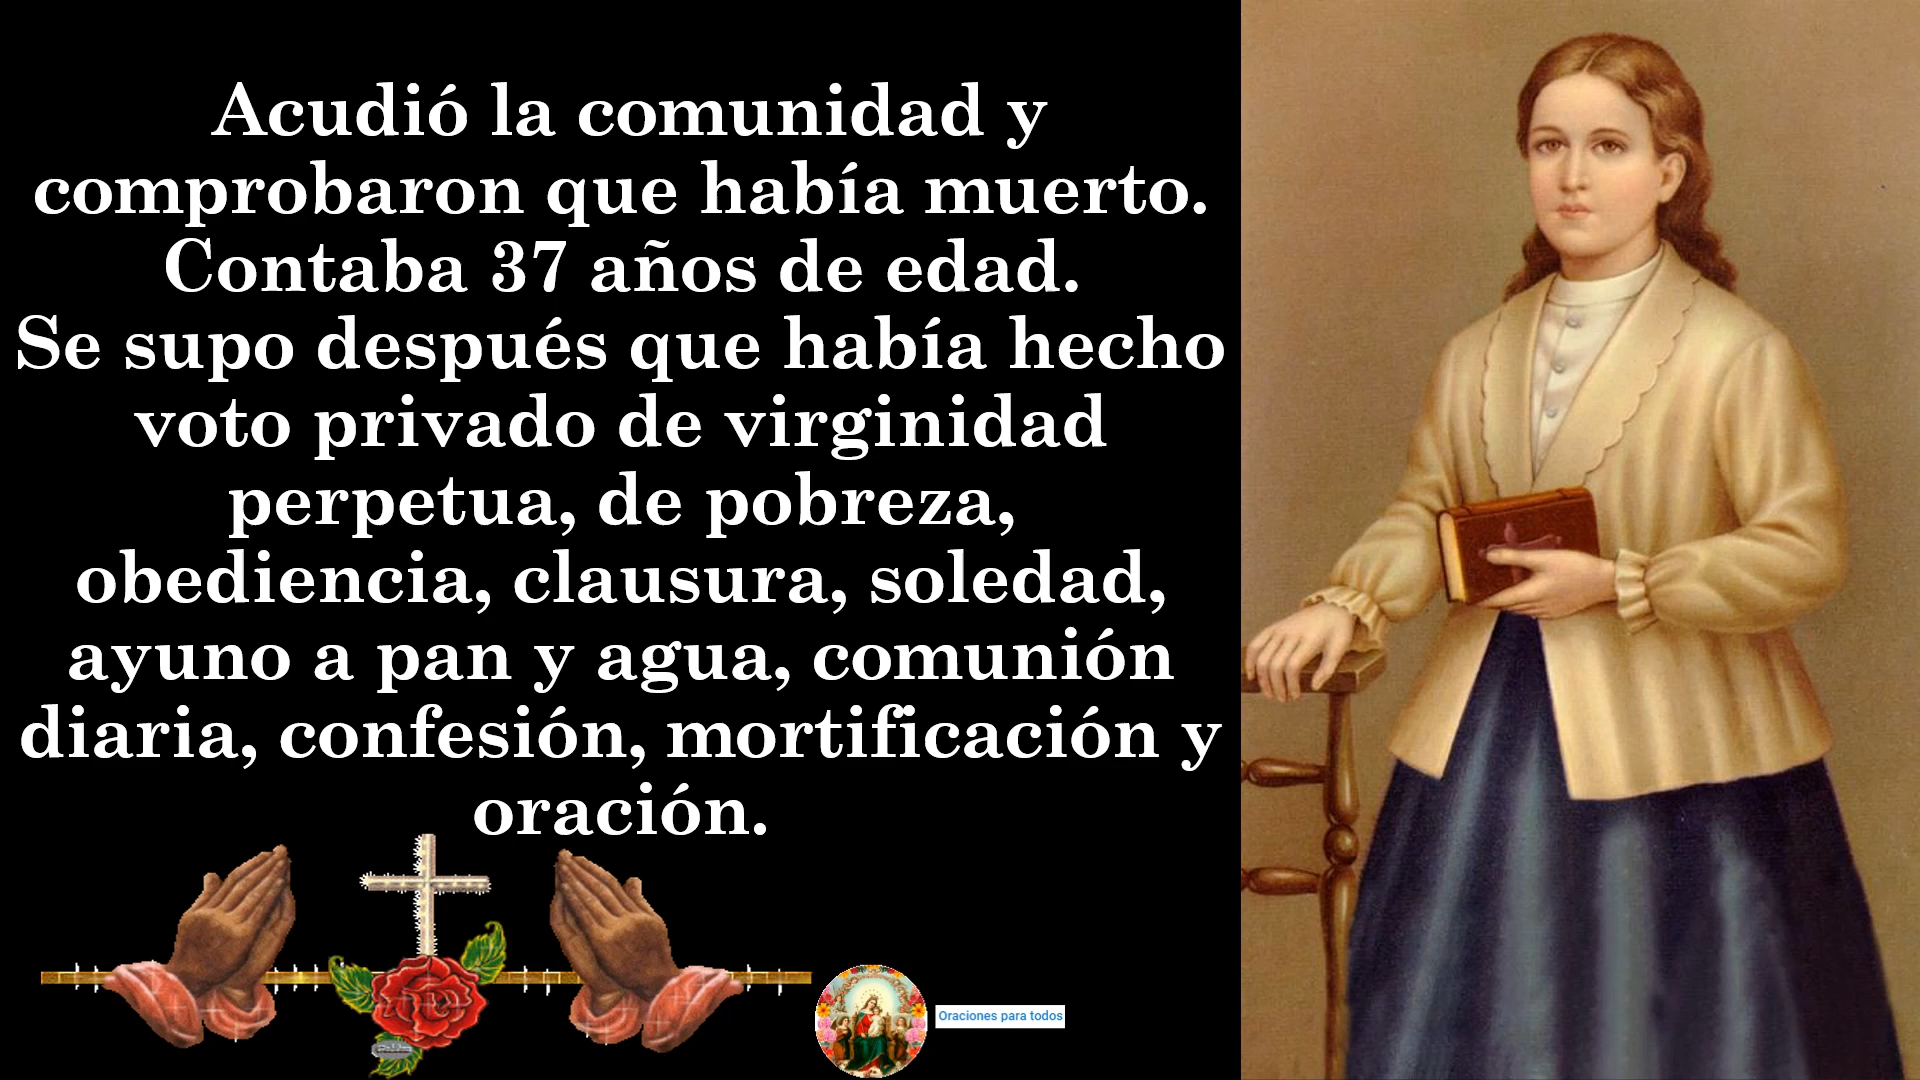 Acudió la comunidad y
comprobaron que había muerto.
Contaba 37 años de edad.
Se supo después que había hecho
voto privado de virginidad
perpetua, de pobreza,
obediencia, clausura, soledad,
ayuno a pan y agua, comunión
diaria, confesión, mortificación y
oración.
Oraciones para todos